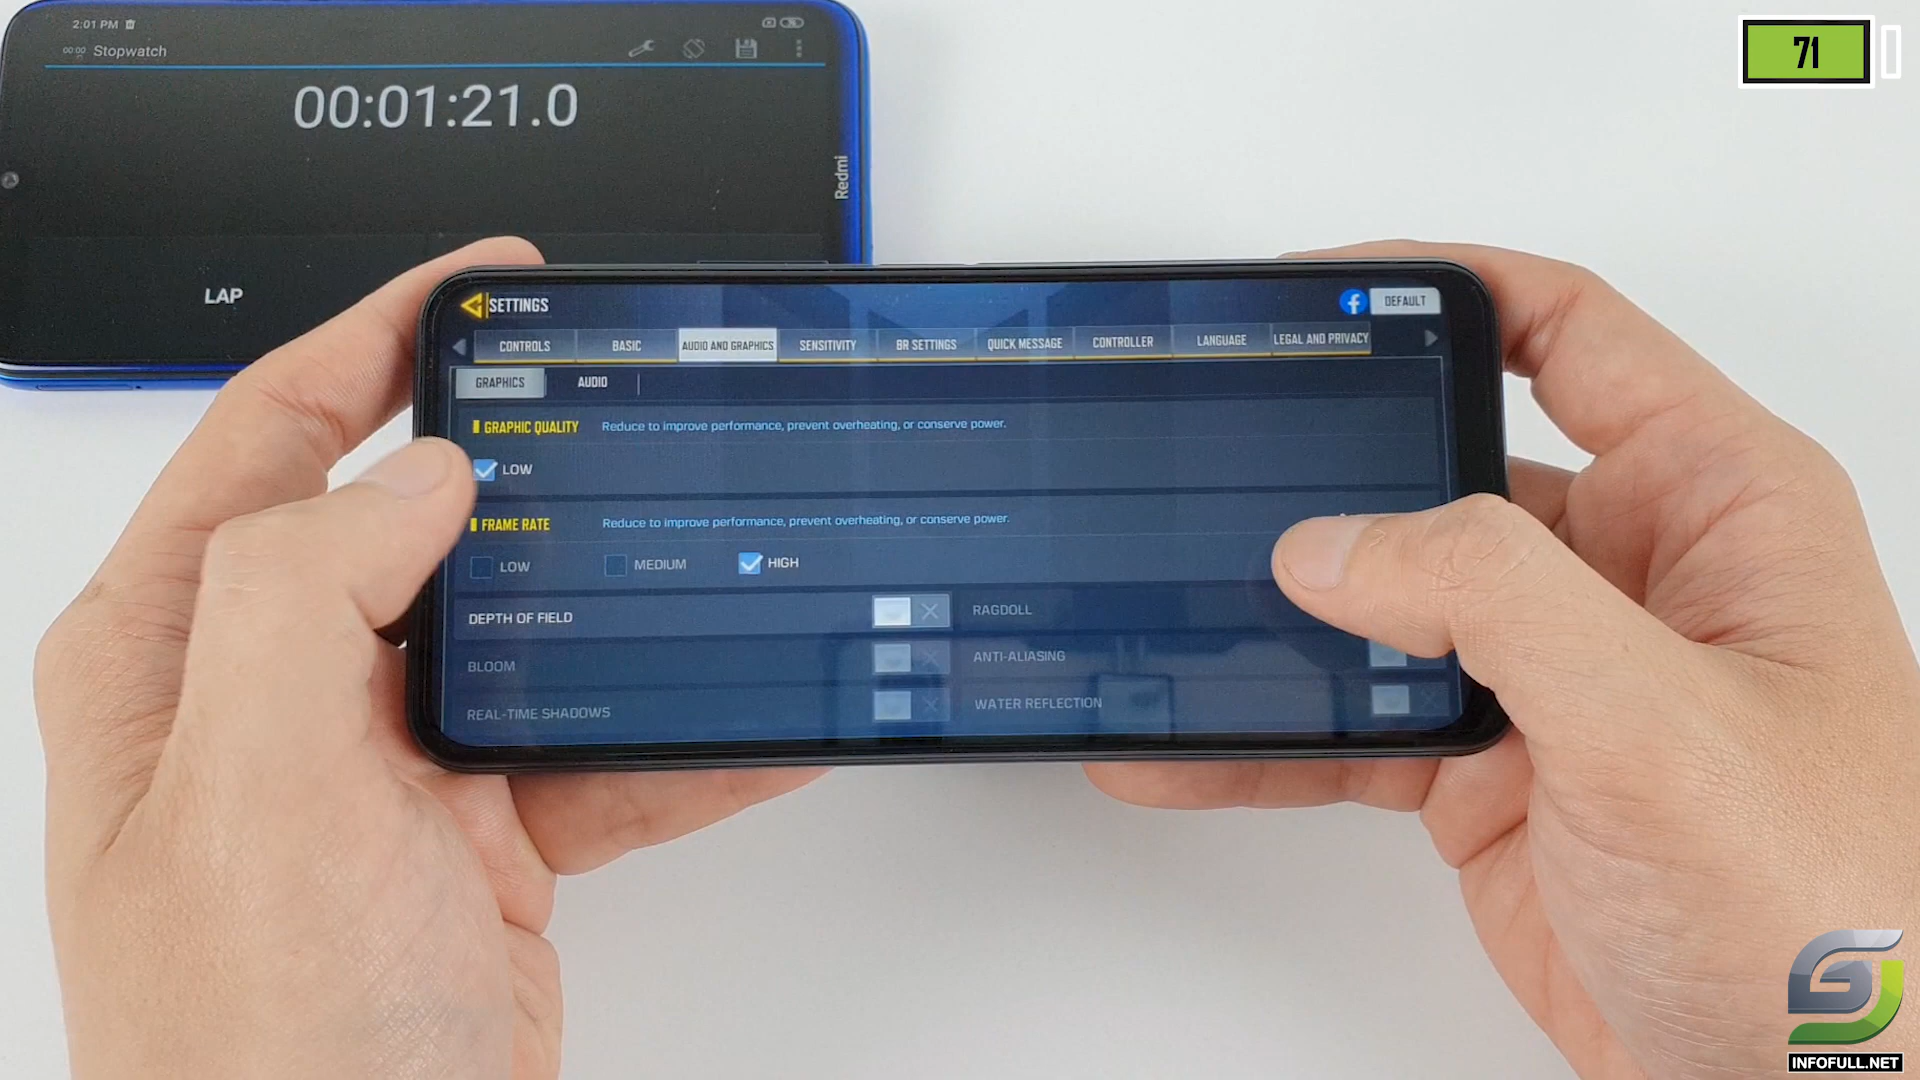 2:01 PM
00:00 Stopwatch
00:01:21.0
Redmi
LAP
71
SETTINGS
DEFAULT
CONTROLS
BASIC
AUDIO AND GRAPHICS
SENSITIVITY
BR SETTINGS
QUICK MESSAGE
CONTROLLER
LANGUAGE
LEGAL AND PRIVACY
GRAPHICS
AUDIO
GRAPHIC QUALITY
Reduce to improve performance, prevent overheating, or conserve power.
LOW
FRAME RATE
Reduce to improve performance, prevent overheating, or conserve power.
LOW
MEDIUM
HIGH
DEPTH OF FIELD
RAGDOLL
BLOOM
ANTI-ALIASING
REAL-TIME SHADOWS
WATER REFLECTION
INFOFULL.NET